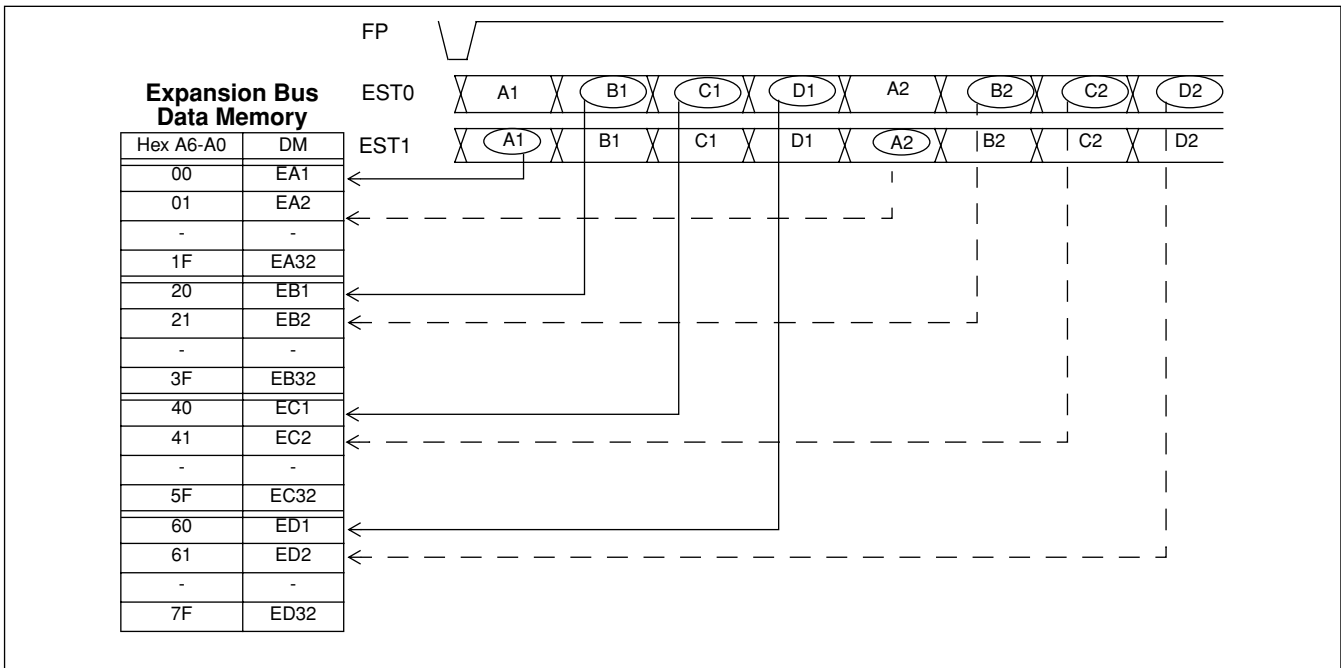 FP
EST0 A1 B1 C1 D1 A2 B2 C2 D2
EST1 A1 B1 C1 D1 A2 B2 C2 D2
Expansion Bus
Data Memory
Hex A6-A0 DM
00 EA1
01 EA2
- -
1F EA32
20 EB1
21 EB2
- -
3F EB32
40 EC1
41 EC2
- -
5F EC32
60 ED1
61 ED2
- -
7F ED32